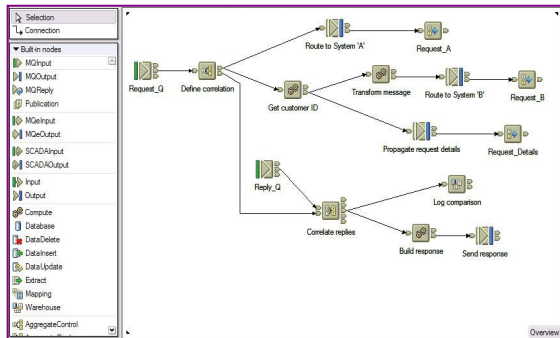 Selection
Connection
Built-in nodes
MQInput
MQOutput
MQReply
Publication
MQeInput
MQeOutput
SCADAInput
SCADAOutput
Input
Output
Compute
Database
DataDelete
DataInsert
DataUpdate
Extract
Mapping
Warehouse
AggregateControl
Route to System 'A'
Request_A
Request_Q
Define correlation
Get customer ID
Transform message
Route to System 'B'
Request_B
Propagate request details
Request_Details
Reply_Q
Log comparison
Correlate replies
Build response
Send response
Overview